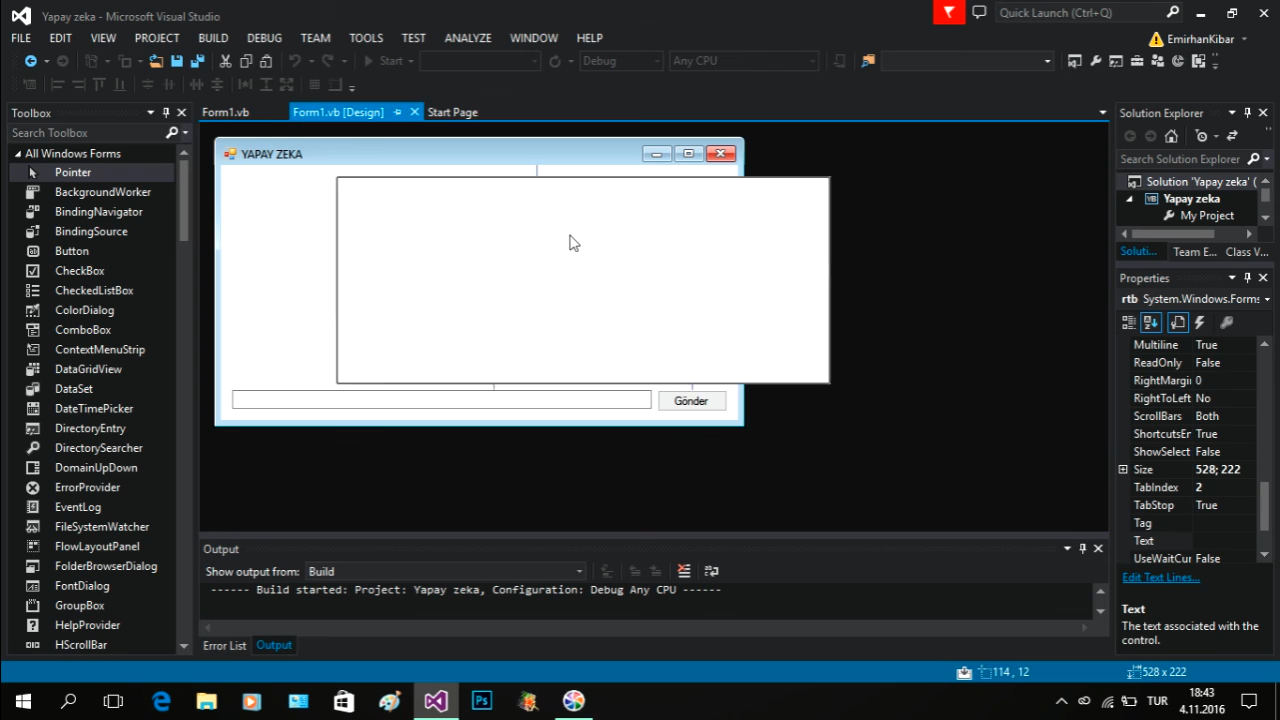 Yapay zeka - Microsoft Visual Studio
Quick Launch (Ctrl+Q)
FILE EDIT VIEW PROJECT BUILD DEBUG TEAM TOOLS TEST ANALYZE WINDOW HELP
EmirhanKibar
Start Debug Any CPU
Toolbox
Search Toolbox
All Windows Forms
Pointer
BackgroundWorker
BindingNavigator
BindingSource
Button
CheckBox
CheckedListBox
ColorDialog
ComboBox
ContextMenuStrip
DataGridView
DataSet
DateTimePicker
DirectoryEntry
DirectorySearcher
DomainUpDown
ErrorProvider
EventLog
FileSystemWatcher
FlowLayoutPanel
FolderBrowserDialog
FontDialog
GroupBox
HelpProvider
HScrollBar
Form1.vb Form1.vb [Design] Start Page
YAPAY ZEKA
Gönder
Output
Show output from: Build
------ Build started: Project: Yapay zeka, Configuration: Debug Any CPU ------
Error List Output
Solution Explorer
Search Solution Explorer
Solution 'Yapay zeka' (
VB Yapay zeka
My Project
Soluti... Team E... Class V...
Properties
rtb System.Windows.Forms
Multiline True
ReadOnly False
RightMargi 0
RightToLeft No
ScrollBars Both
ShortcutsEr True
ShowSelect False
Size 528; 222
TabIndex 2
TabStop True
Tag
Text
UseWaitCur False
Edit Text Lines...
Text
The text associated with the
control.
114 , 12 528 x 222
Ps
TUR
18:43
4.11.2016